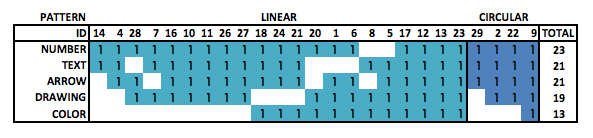 PATTERN LINEAR CIRCULAR
ID 14 4 28 7 16 10 11 26 27 18 24 21 20 1 6 8 5 17 12 13 23 29 2 22 9 TOTAL
NUMBER 1 1 1 1 1 1 1 1 1 1 1 1 1 1 1 1 1 1 1 1 1 1 1 23
TEXT 1 1 1 1 1 1 1 1 1 1 1 1 1 1 1 1 1 1 1 1 1 21
ARROW 1 1 1 1 1 1 1 1 1 1 1 1 1 1 1 1 1 1 1 1 1 21
DRAWING 1 1 1 1 1 1 1 1 1 1 1 1 1 1 1 1 1 1 1 19
COLOR 1 1 1 1 1 1 1 1 1 1 1 1 1 13